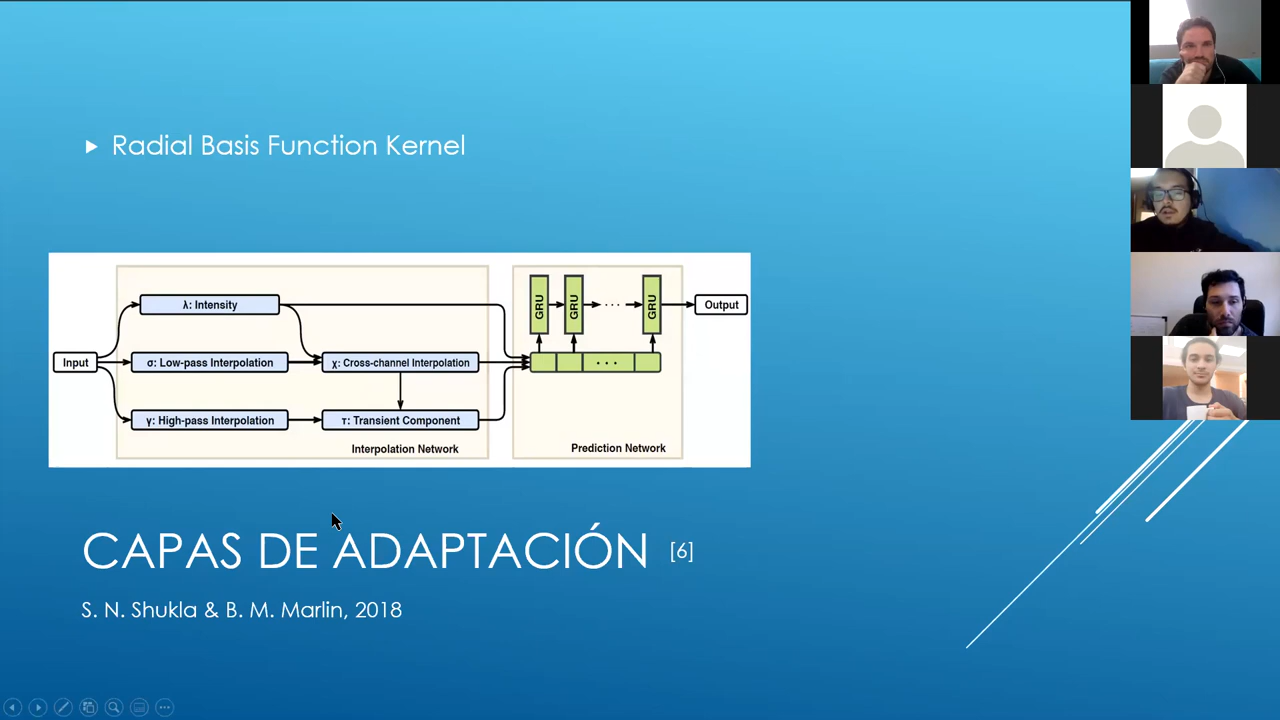 Radial Basis Function Kernel
λ: Intensity
σ: Low-pass Interpolation
γ: High-pass Interpolation
χ: Cross-channel Interpolation
τ: Transient Component
Input
Interpolation Network
GRU
GRU
...
GRU
...
Output
Prediction Network
CAPAS DE ADAPTACIÓN [6]
S. N. Shukla & B. M. Marlin, 2018